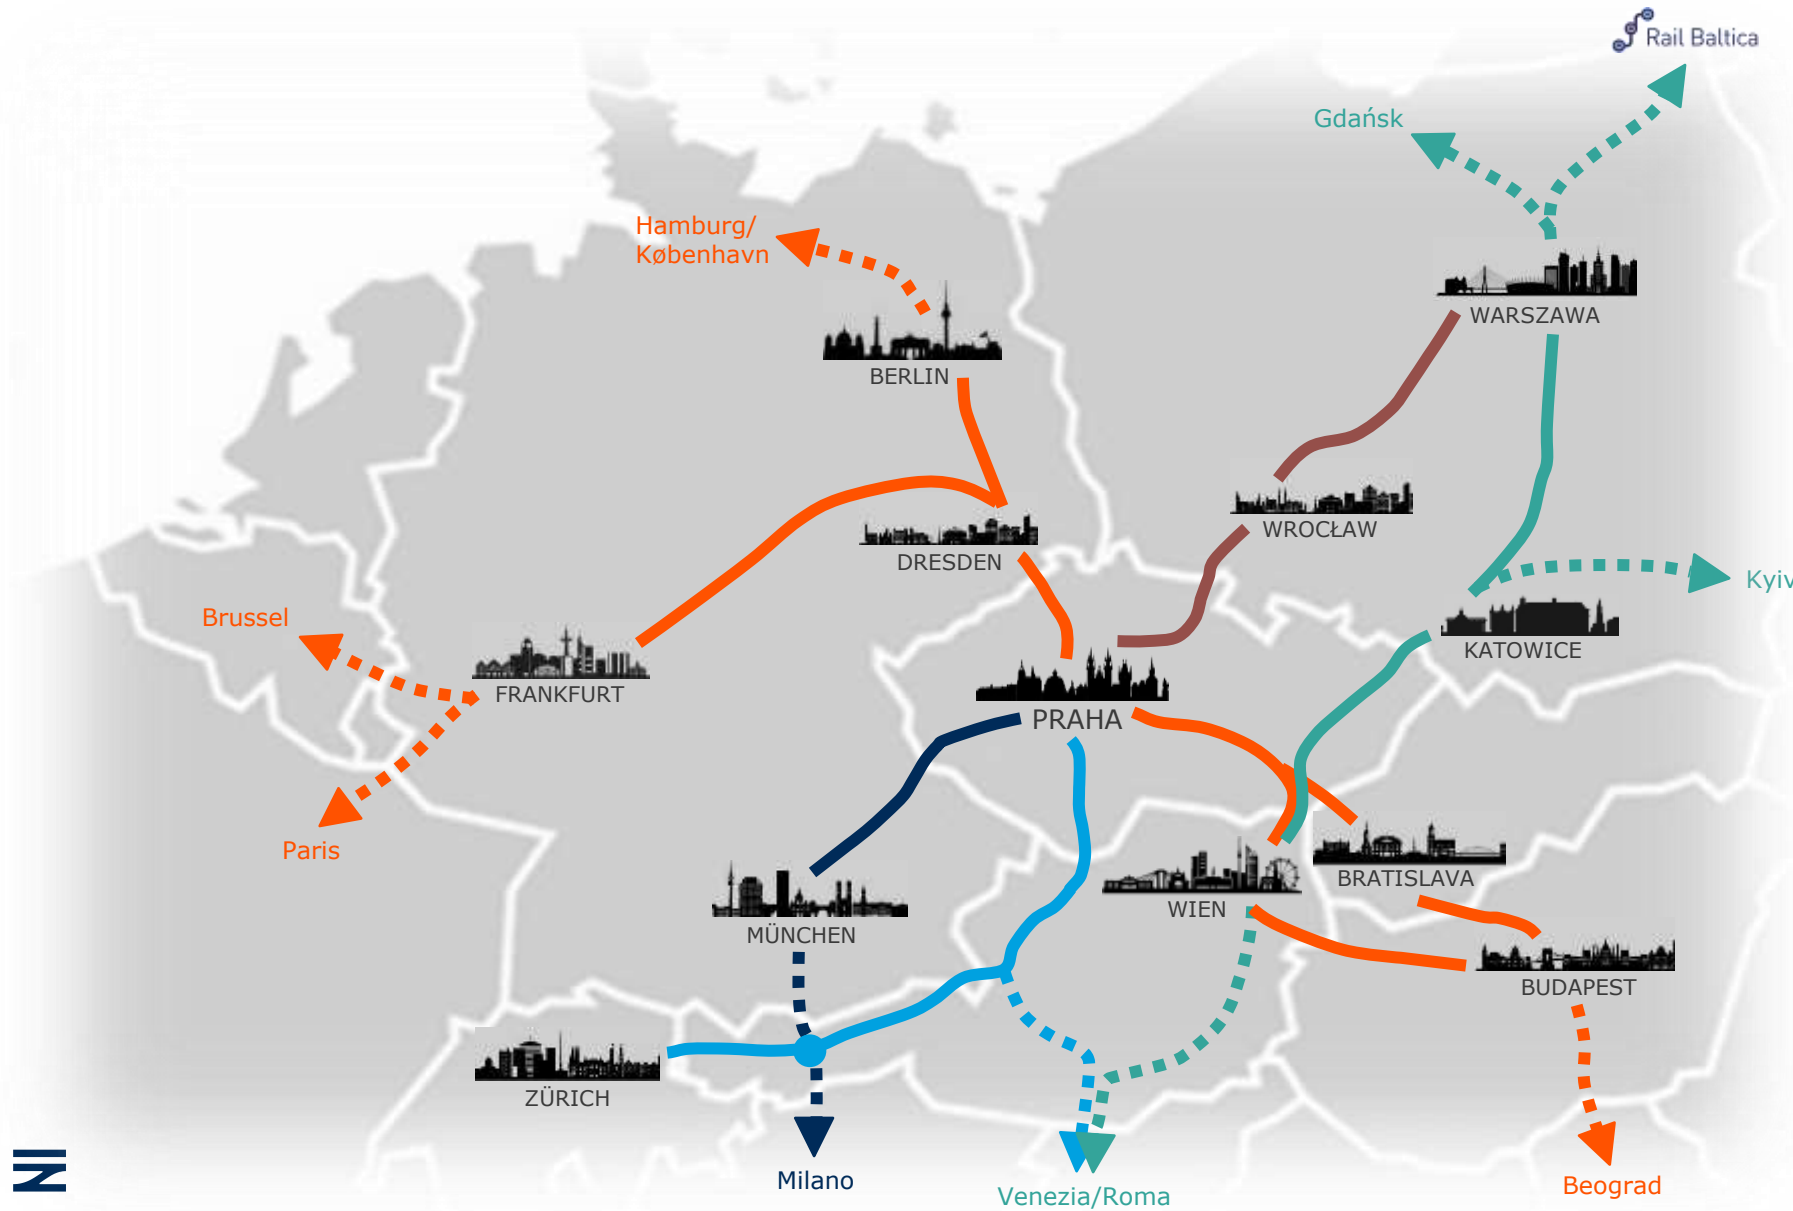 Rail Baltica
Gdańsk
Hamburg/
København
WARSZAWA
BERLIN
WROCŁAW
DRESDEN
Kyiv
Brussel
KATOWICE
FRANKFURT
PRAHA
Paris
BRATISLAVA
WIEN
MÜNCHEN
BUDAPEST
ZÜRICH
Milano
Venezia/Roma
Beograd